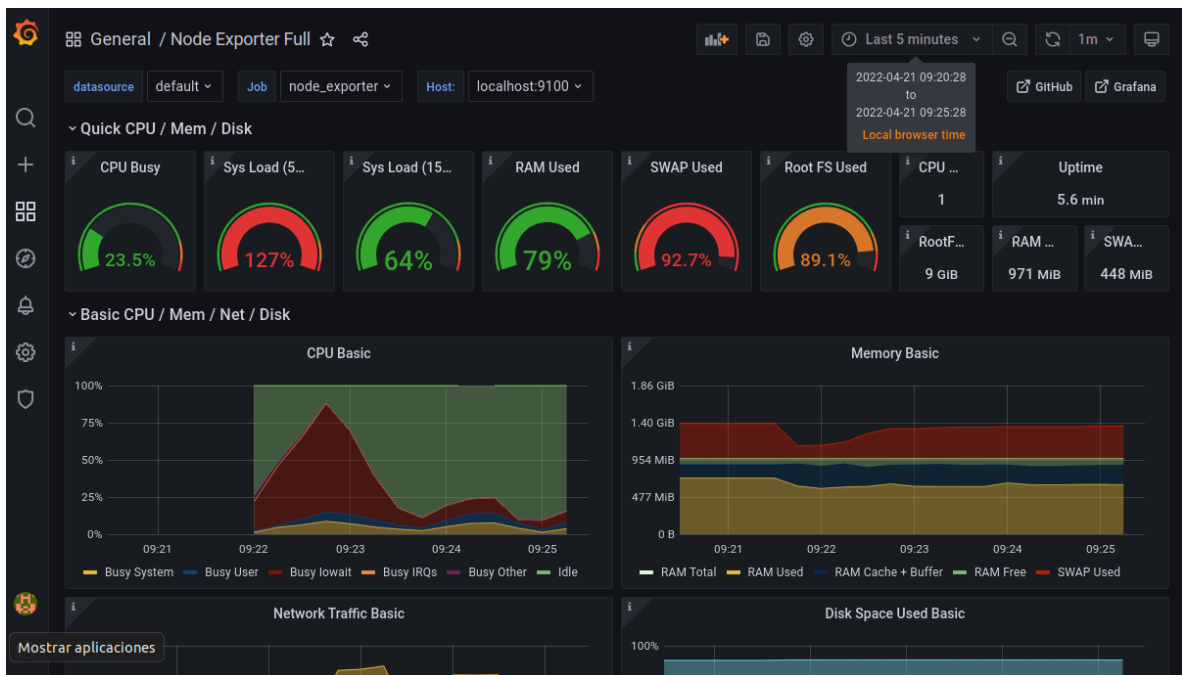 General / Node Exporter Full
Last 5 minutes
1m
datasource default
Job node_exporter
Host: localhost:9100
2022-04-21 09:20:28
to
2022-04-21 09:25:28
Local browser time
GitHub
Grafana
Quick CPU / Mem / Disk
CPU Busy
23.5%
Sys Load (5...
127%
Sys Load (15...
64%
RAM Used
79%
SWAP Used
92.7%
Root FS Used
89.1%
CPU ...
1
Uptime
5.6 min
RootF...
9 GiB
RAM ...
971 MiB
SWA...
448 MiB
Basic CPU / Mem / Net / Disk
CPU Basic
100%
75%
50%
25%
0%
09:21 09:22 09:23 09:24 09:25
Busy System Busy User Busy Iowait Busy IRQs Busy Other Idle
Memory Basic
1.86 GiB
1.40 GiB
954 MiB
477 MiB
0 B
09:21 09:22 09:23 09:24 09:25
RAM Total RAM Used RAM Cache + Buffer RAM Free SWAP Used
Network Traffic Basic
Mostrar aplicaciones
Disk Space Used Basic
100%